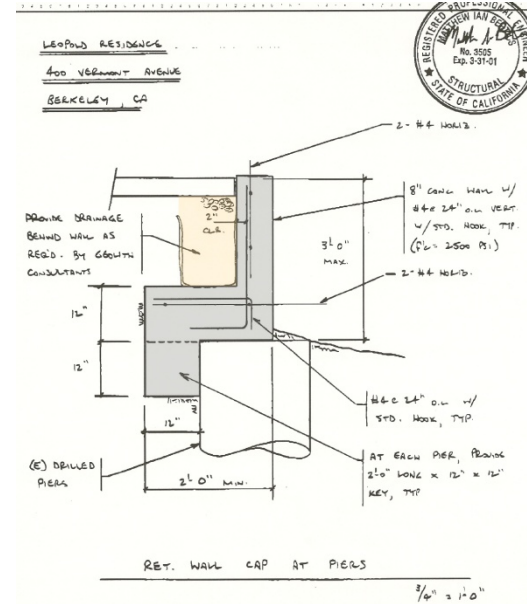 LEOPOLD RESIDENCE
400 VERMONT AVENUE
BERKELEY, CA
REGISTERED PROFESSIONAL ENGINEER
MATTHEW IAN
No. 3505
Exp. 3-31-01
STRUCTURAL
STATE OF CALIFORNIA
2- #4 HORIZ.
8" CONC WALL W/
#4 @ 24" o.c. VERT
W/ STD. HOOK, TYP.
(f'c = 2500 PSI)
2"
CLR.
PROVIDE DRAINAGE
BEHIND WALL AS
REQ'D. BY GEOTECH
CONSULTANTS
3'-0"
MAX.
2- #4 HORIZ.
12"
12"
#4 @ 24" o.c. W/
STD. HOOK, TYP.
12"
(E) DRILLED
PIERS
2'-0" MIN.
AT EACH PIER, PROVIDE
2'-0" LONG x 12" x 12"
KEY, TYP
RET. WALL CAP AT PIERS
3/4" = 1'-0"